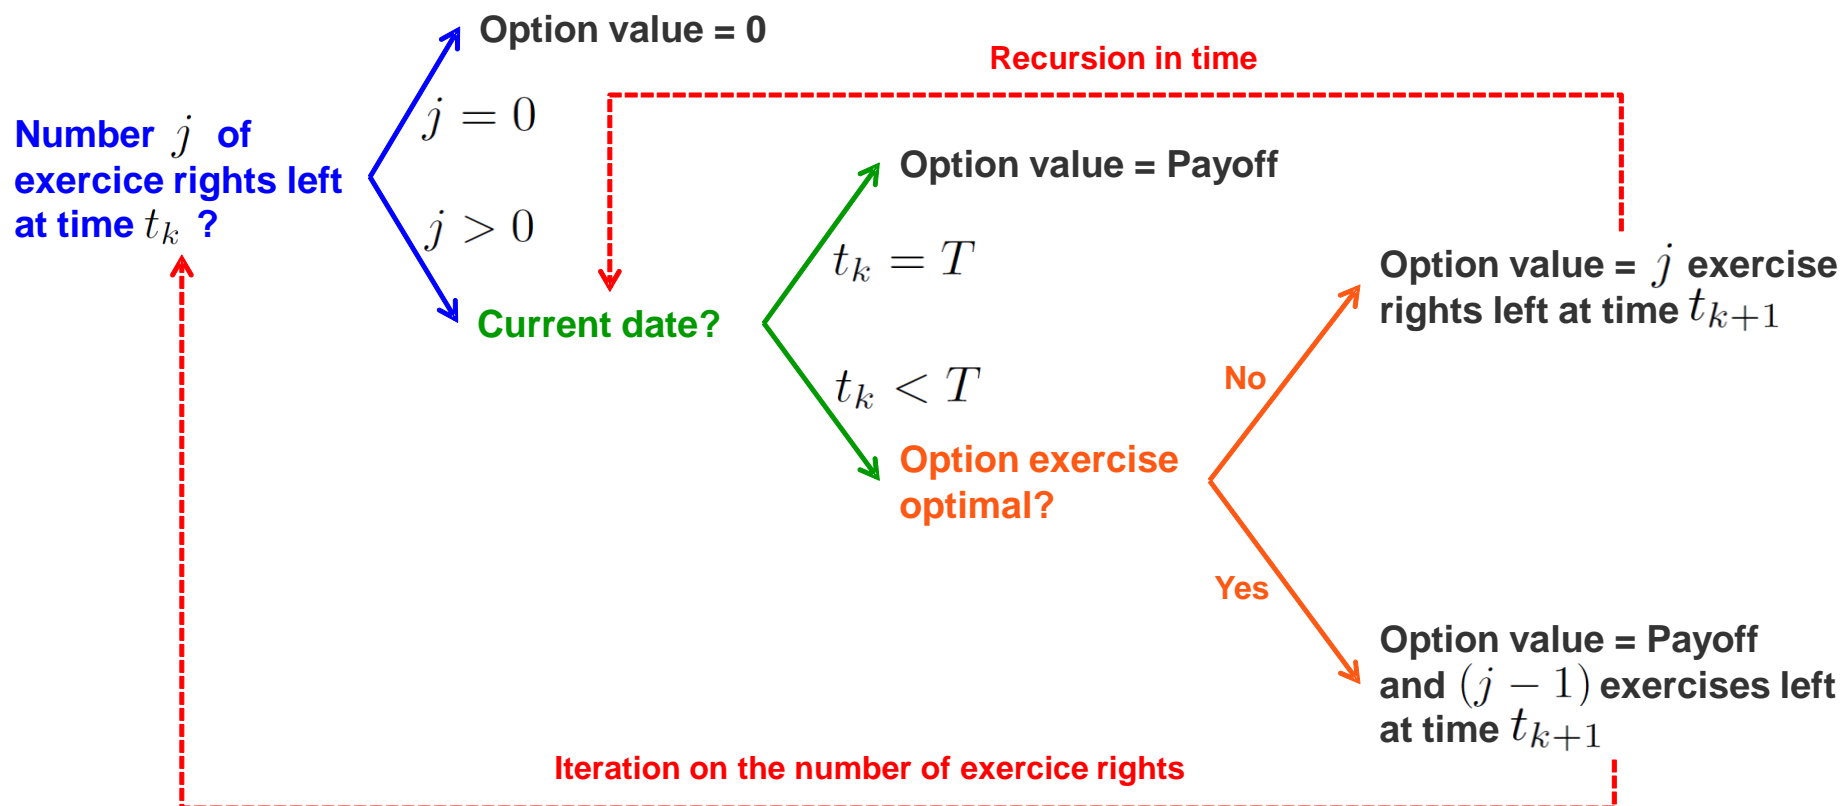 Option value = 0
Recursion in time
j = 0
Number j of
exercice rights left
at time t_k ?
j > 0
Option value = Payoff
t_k = T
Current date?
Option value = j exercise
rights left at time t_{k+1}
t_k < T
No
Option exercise
optimal?
Yes
Option value = Payoff
and (j − 1) exercises left
at time t_{k+1}
Iteration on the number of exercice rights